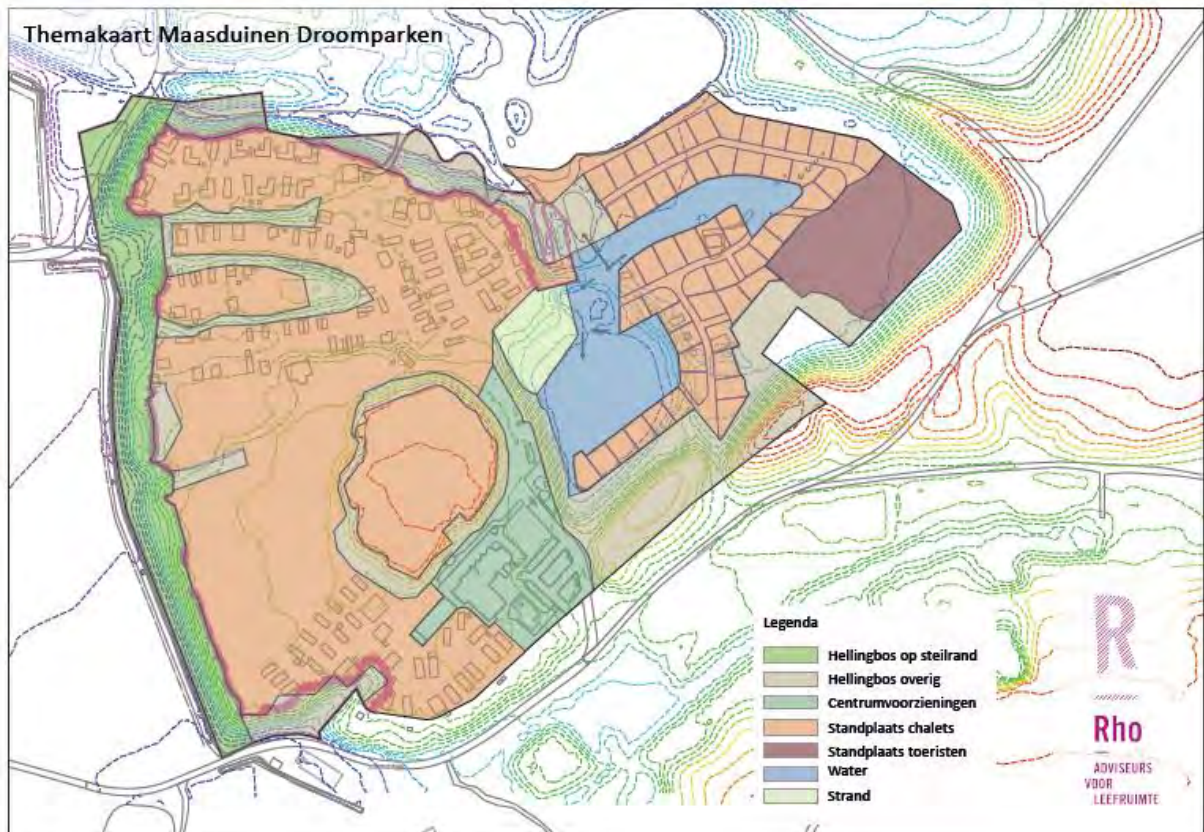 Themakaart Maasduinen Droomparken
Legenda
Hellingbos op steilrand
Hellingbos overig
Centrumvoorzieningen
Standplaats chalets
Standplaats toeristen
Water
Strand
R
Rho
ADVISEURS
VOOR
LEEFRUIMTE